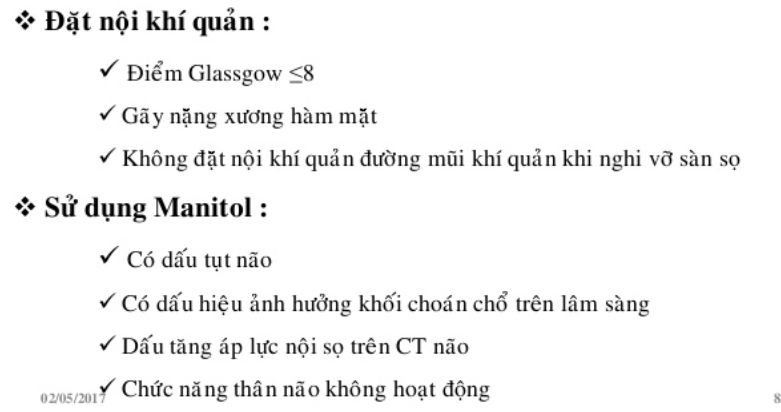 ❖ Đặt nội khí quản :
✓ Điểm Glassgow ≤8
✓ Gãy nặng xương hàm mặt
✓ Không đặt nội khí quản đường mũi khí quản khi nghi vỡ sàn sọ
❖ Sử dụng Manitol :
✓ Có dấu tụt não
✓ Có dấu hiệu ảnh hưởng khối choán chổ trên lâm sàng
✓ Dấu tăng áp lực nội sọ trên CT não
✓ Chức năng thân não không hoạt động
02/05/2017
8